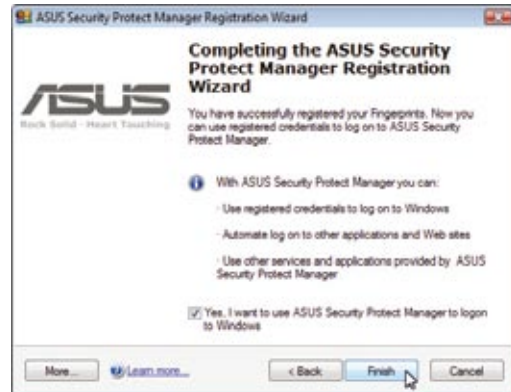 ASUS Security Protect Manager Registration Wizard
Completing the ASUS Security
Protect Manager Registration
Wizard
ASUS
Rock Solid · Heart Touching
You have successfully registered your Fingerprints. Now you
can use registered credentials to log on to ASUS Security
Protect Manager.
With ASUS Security Protect Manager you can:
· Use registered credentials to log on to Windows
· Automate log on to other applications and Web sites
· Use other services and applications provided by ASUS
Security Protect Manager
Yes, I want to use ASUS Security Protect Manager to logon
to Windows
More... Learn more... < Back Finish Cancel